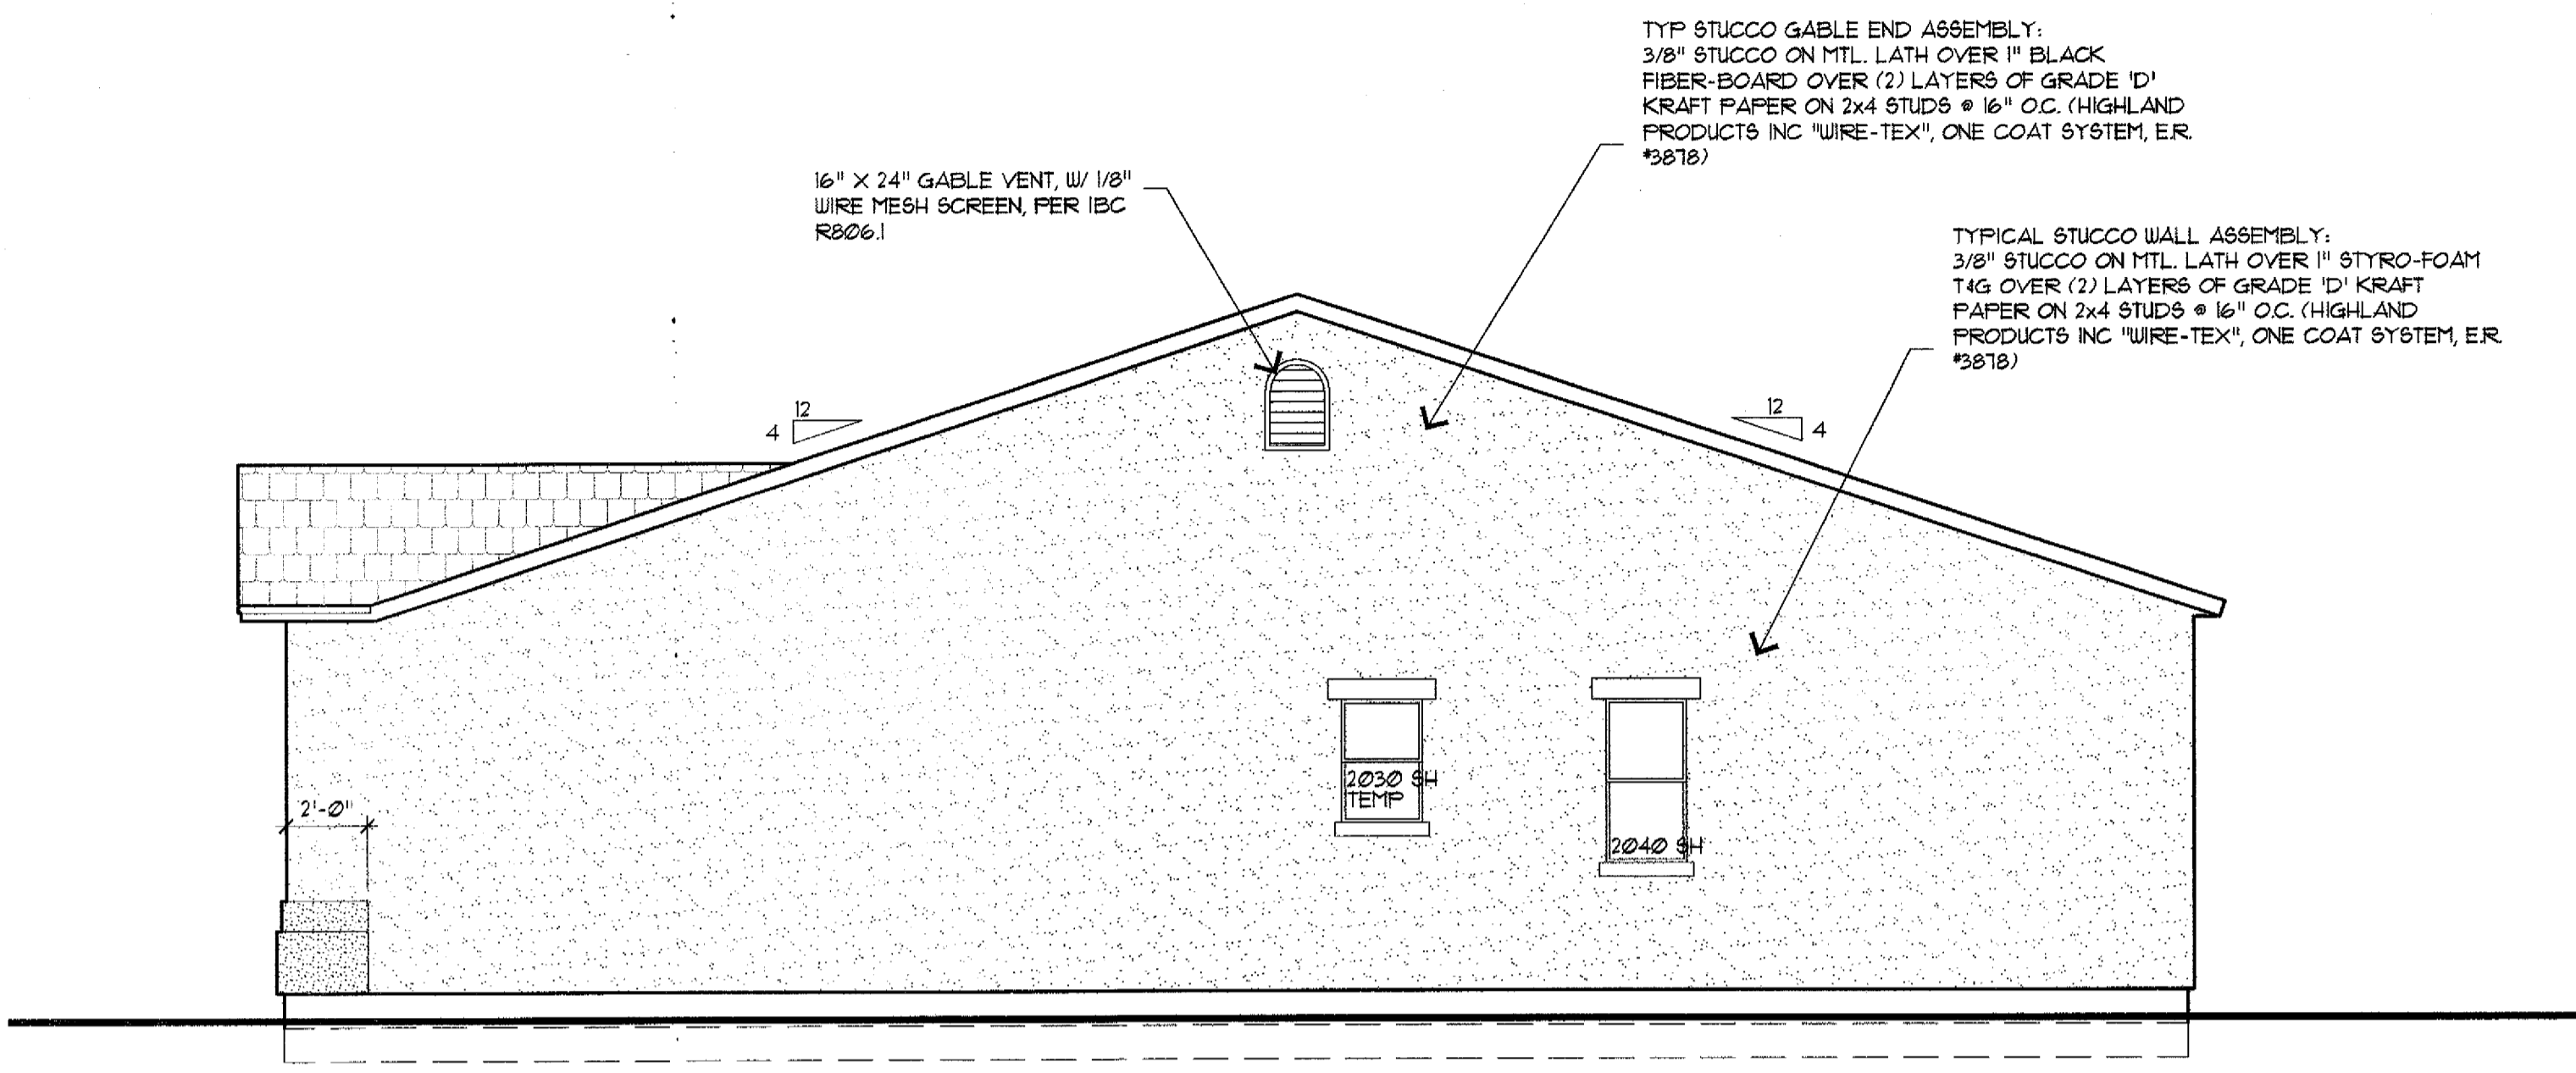 TYP STUCCO GABLE END ASSEMBLY:
3/8" STUCCO ON MTL. LATH OVER 1" BLACK
FIBER-BOARD OVER (2) LAYERS OF GRADE 'D'
KRAFT PAPER ON 2x4 STUDS @ 16" O.C. (HIGHLAND
PRODUCTS INC "WIRE-TEX", ONE COAT SYSTEM, E.R.
#3878)
16" X 24" GABLE VENT, W/ 1/8"
WIRE MESH SCREEN, PER IBC
R806.1
TYPICAL STUCCO WALL ASSEMBLY:
3/8" STUCCO ON MTL. LATH OVER 1" STYRO-FOAM
T&G OVER (2) LAYERS OF GRADE 'D' KRAFT
PAPER ON 2x4 STUDS @ 16" O.C. (HIGHLAND
PRODUCTS INC "WIRE-TEX", ONE COAT SYSTEM, E.R.
#3878)
12
4
12
4
2030 SH
TEMP
2040 SH
2'-0"